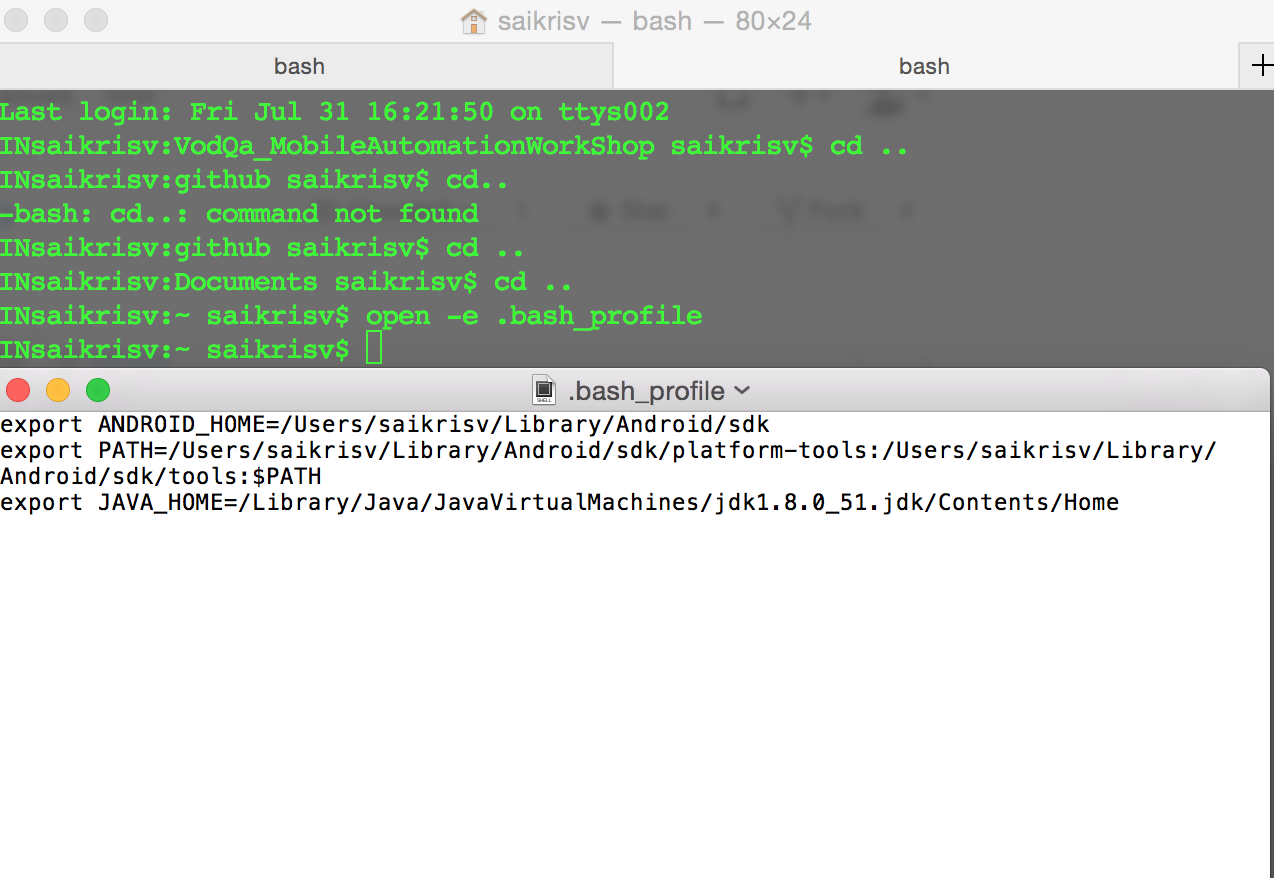 saikrisv — bash — 80×24
bash
bash
Last login: Fri Jul 31 16:21:50 on ttys002
INsaikrisv:VodQa_MobileAutomationWorkShop saikrisv$ cd ..
INsaikrisv:github saikrisv$ cd..
-bash: cd..: command not found
INsaikrisv:github saikrisv$ cd ..
INsaikrisv:Documents saikrisv$ cd ..
INsaikrisv:~ saikrisv$ open -e .bash_profile
INsaikrisv:~ saikrisv$
.bash_profile
export ANDROID_HOME=/Users/saikrisv/Library/Android/sdk
export PATH=/Users/saikrisv/Library/Android/sdk/platform-tools:/Users/saikrisv/Library/
Android/sdk/tools:$PATH
export JAVA_HOME=/Library/Java/JavaVirtualMachines/jdk1.8.0_51.jdk/Contents/Home